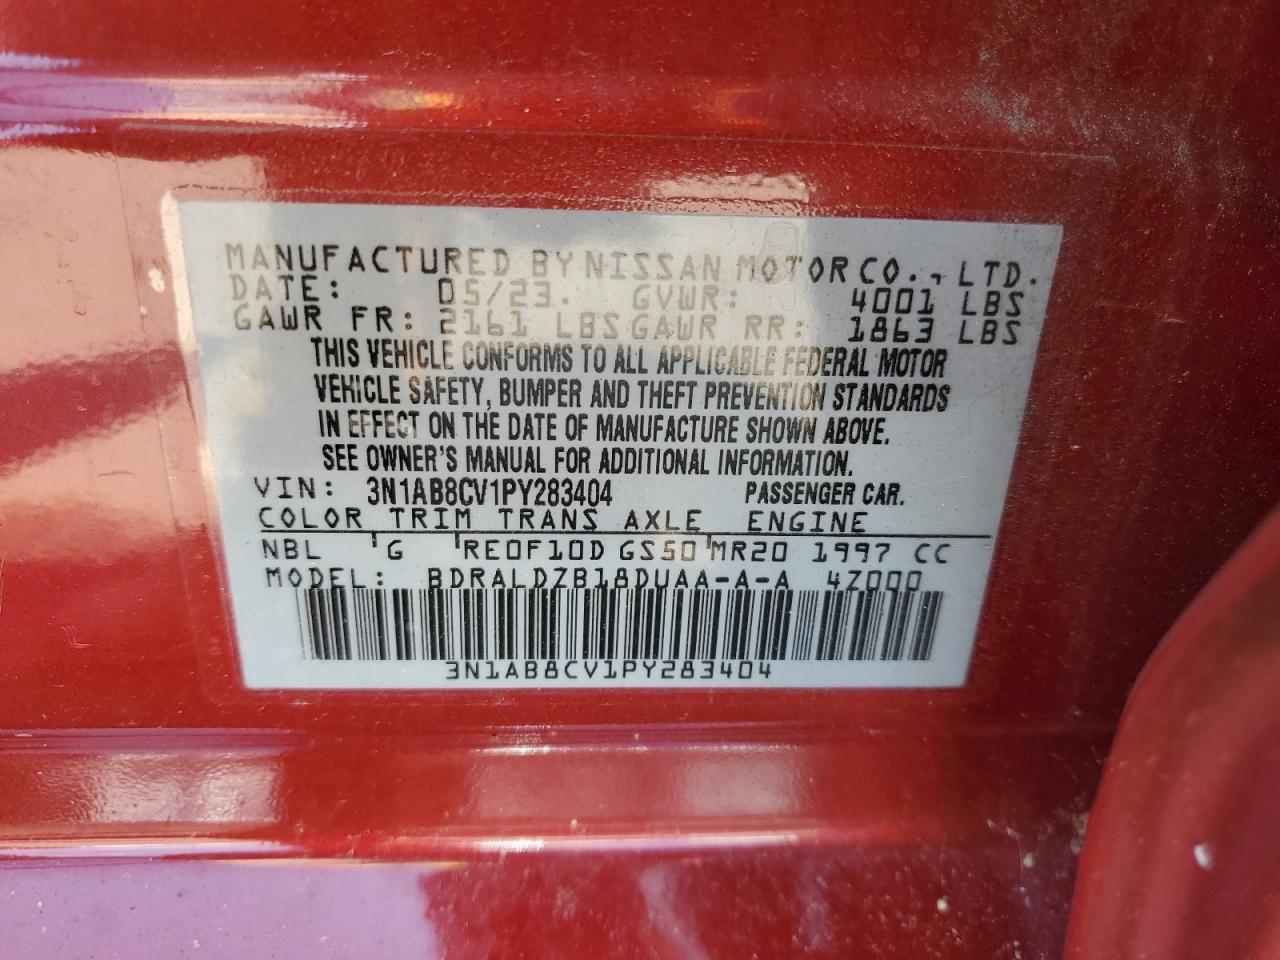 MANUFACTURED BY NISSAN MOTOR CO., LTD.
DATE: 05/23. GVWR: 4001 LBS
GAWR FR: 2161 LBS GAWR RR: 1863 LBS
THIS VEHICLE CONFORMS TO ALL APPLICABLE FEDERAL MOTOR
VEHICLE SAFETY, BUMPER AND THEFT PREVENTION STANDARDS
IN EFFECT ON THE DATE OF MANUFACTURE SHOWN ABOVE.
SEE OWNER'S MANUAL FOR ADDITIONAL INFORMATION.
VIN: 3N1AB8CV1PY283404 PASSENGER CAR.
COLOR TRIM TRANS AXLE ENGINE
NBL G RE0F10D GS50 MR20 1997 CC
MODEL: BDRALDZB18DUAA-A-A 4Z000
3N1AB8CV1PY283404